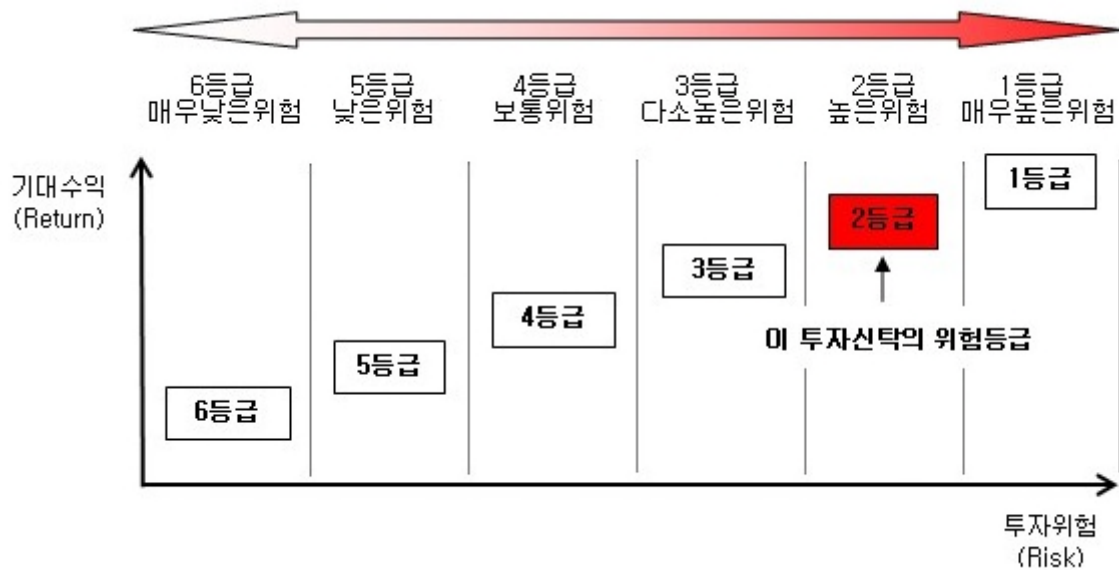 6등급
매우낮은위험
5등급
낮은위험
4등급
보통위험
3등급
다소높은위험
2등급
높은위험
1등급
매우높은위험
기대수익
(Return)
1등급
2등급
3등급
4등급
5등급
6등급
이 투자신탁의 위험등급
투자위험
(Risk)